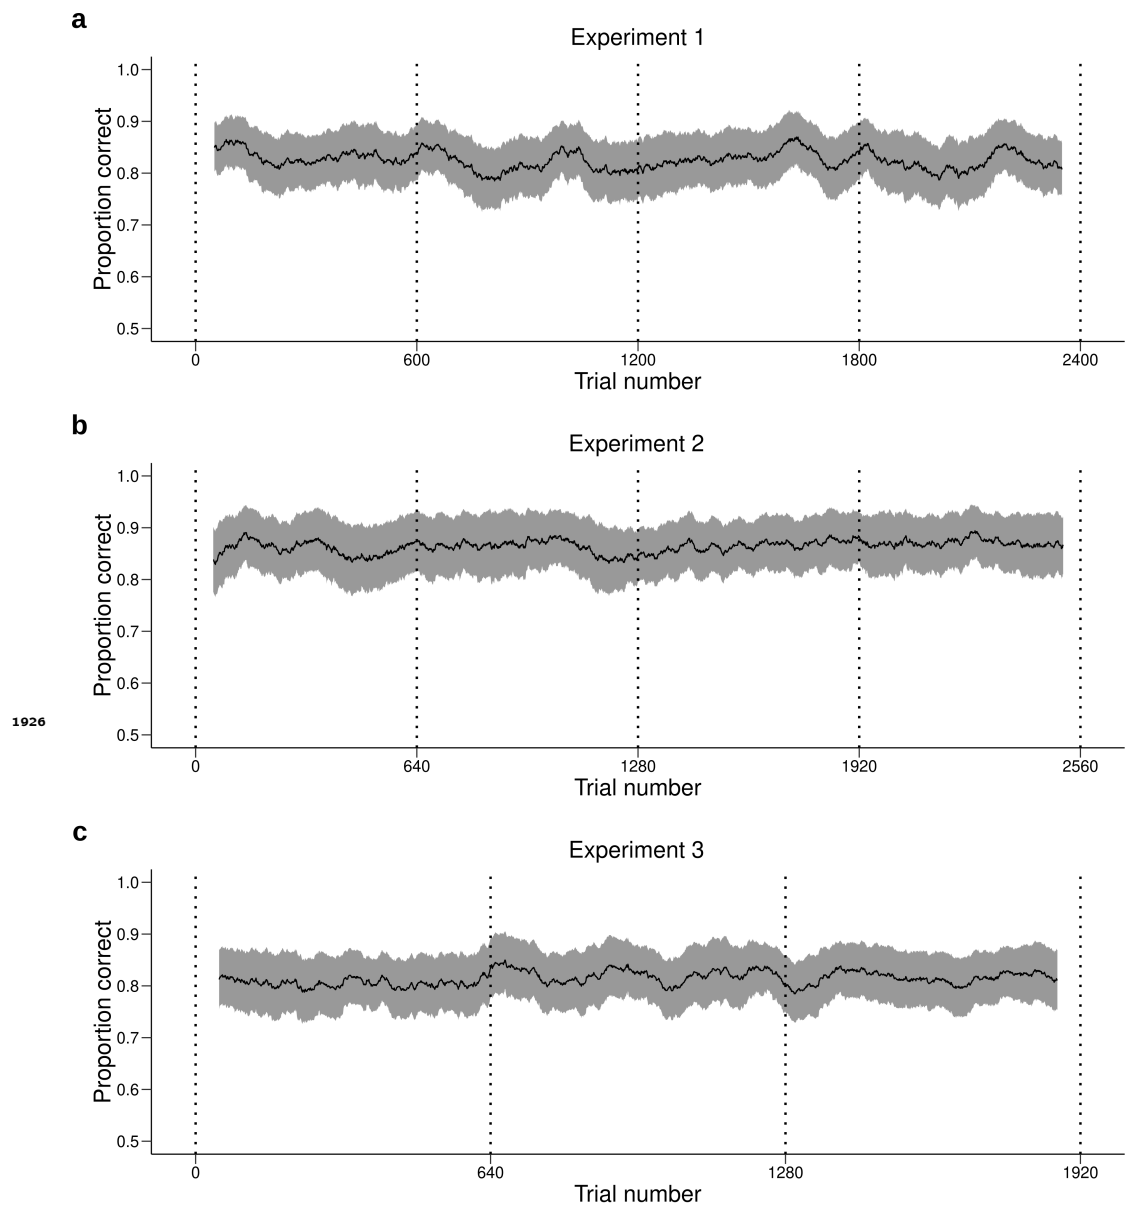 a
Experiment 1
1.0
0.9
0.8
0.7
0.6
0.5
Proportion correct
0 600 1200 1800 2400
Trial number
b
Experiment 2
1.0
0.9
0.8
0.7
0.6
0.5
Proportion correct
1926
0 640 1280 1920 2560
Trial number
c
Experiment 3
1.0
0.9
0.8
0.7
0.6
0.5
Proportion correct
0 640 1280 1920
Trial number